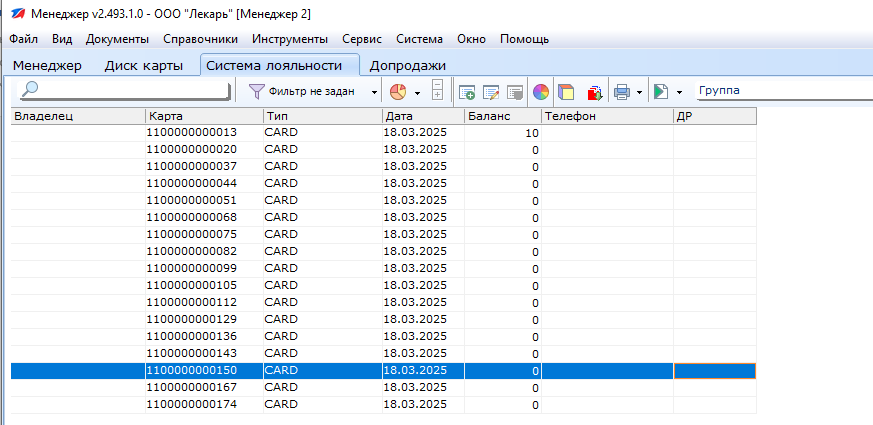 Менеджер v2.493.1.0 - ООО "Лекарь" [Менеджер 2]
Файл Вид Документы Справочники Инструменты Сервис Система Окно Помощь
Менеджер Диск карты Система лояльности Допродажи
Фильтр не задан Группа
Владелец Карта Тип Дата Баланс Телефон ДР
1100000000013 CARD 18.03.2025 10
1100000000020 CARD 18.03.2025 0
1100000000037 CARD 18.03.2025 0
1100000000044 CARD 18.03.2025 0
1100000000051 CARD 18.03.2025 0
1100000000068 CARD 18.03.2025 0
1100000000075 CARD 18.03.2025 0
1100000000082 CARD 18.03.2025 0
1100000000099 CARD 18.03.2025 0
1100000000105 CARD 18.03.2025 0
1100000000112 CARD 18.03.2025 0
1100000000129 CARD 18.03.2025 0
1100000000136 CARD 18.03.2025 0
1100000000143 CARD 18.03.2025 0
1100000000150 CARD 18.03.2025 0
1100000000167 CARD 18.03.2025 0
1100000000174 CARD 18.03.2025 0